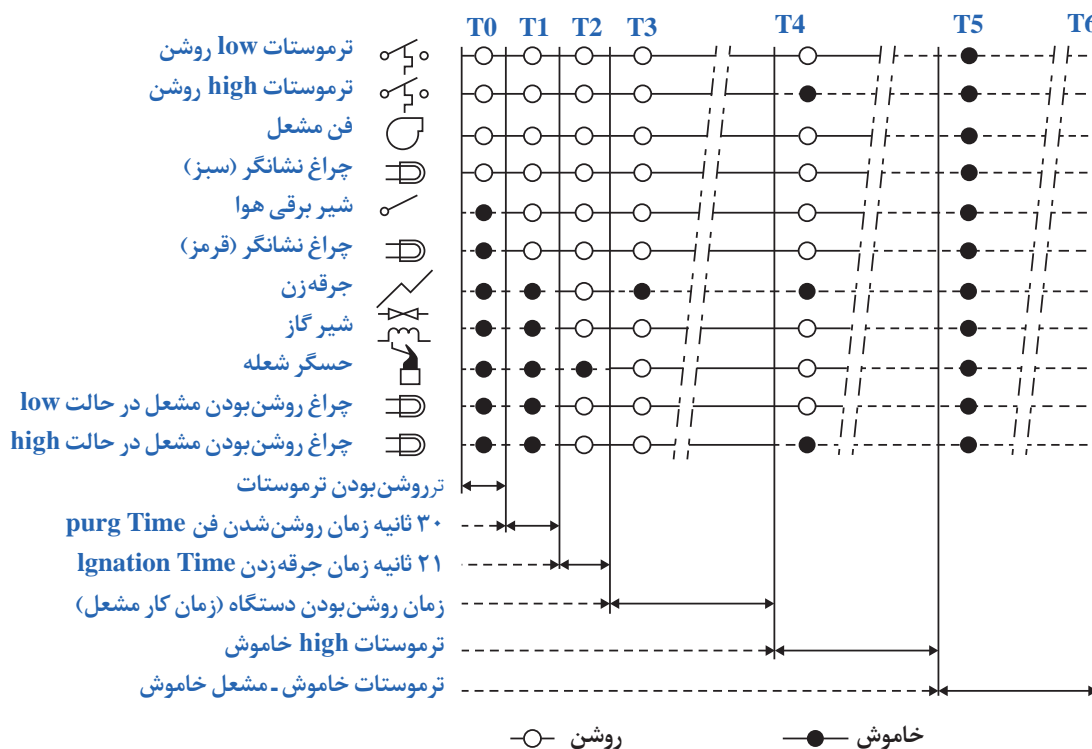 T0 T1 T2 T3 T4 T5 T6
ترموستات low روشن
ترموستات high روشن
فن مشعل
چراغ نشانگر (سبز)
شیر برقی هوا
چراغ نشانگر (قرمز)
جرقه‌زن
شیر گاز
حسگر شعله
چراغ روشن‌بودن مشعل در حالت low
چراغ روشن‌بودن مشعل در حالت high
تر روشن‌بودن ترموستات
۳۰ ثانیه زمان روشن‌شدن فن purg Time
۲۱ ثانیه زمان جرقه‌زدن Ignation Time
زمان روشن‌بودن دستگاه (زمان کار مشعل)
ترموستات high خاموش
ترموستات خاموش ـ مشعل خاموش
روشن خاموش